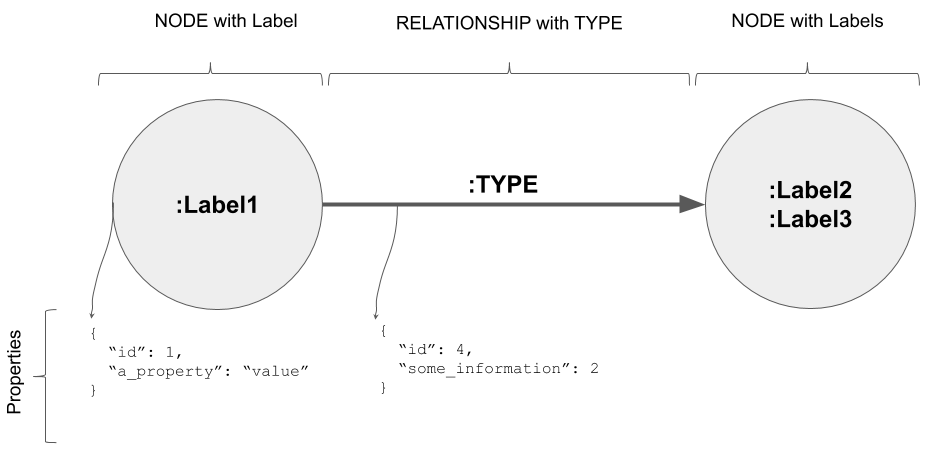 NODE with Label
RELATIONSHIP with TYPE
NODE with Labels
:Label1
:TYPE
:Label2
:Label3
Properties
{
“id”: 1,
“a_property”: “value”
}
{
“id”: 4,
“some_information”: 2
}